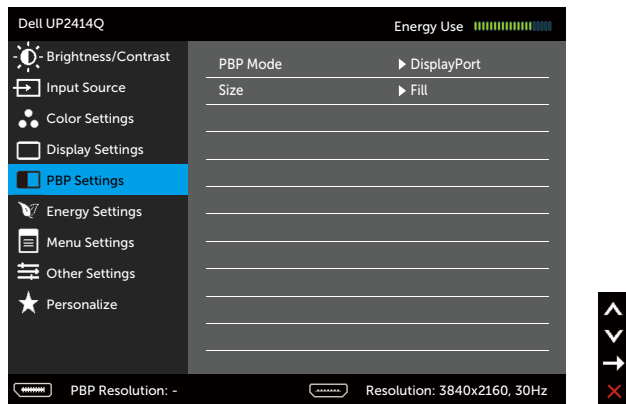 Dell UP2414Q
Energy Use
Brightness/Contrast
Input Source
Color Settings
Display Settings
PBP Settings
Energy Settings
Menu Settings
Other Settings
Personalize
PBP Mode DisplayPort
Size Fill
PBP Resolution: -
Resolution: 3840x2160, 30Hz